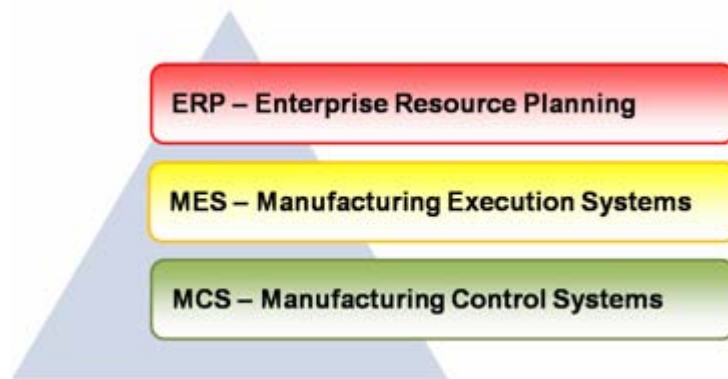 ERP – Enterprise Resource Planning
MES – Manufacturing Execution Systems
MCS – Manufacturing Control Systems